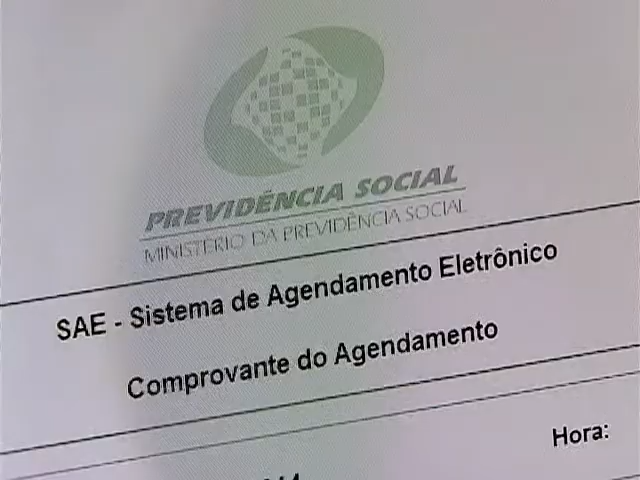 PREVIDÊNCIA SOCIAL
MINISTÉRIO DA PREVIDÊNCIA SOCIAL
SAE - Sistema de Agendamento Eletrônico
Comprovante do Agendamento
Hora: